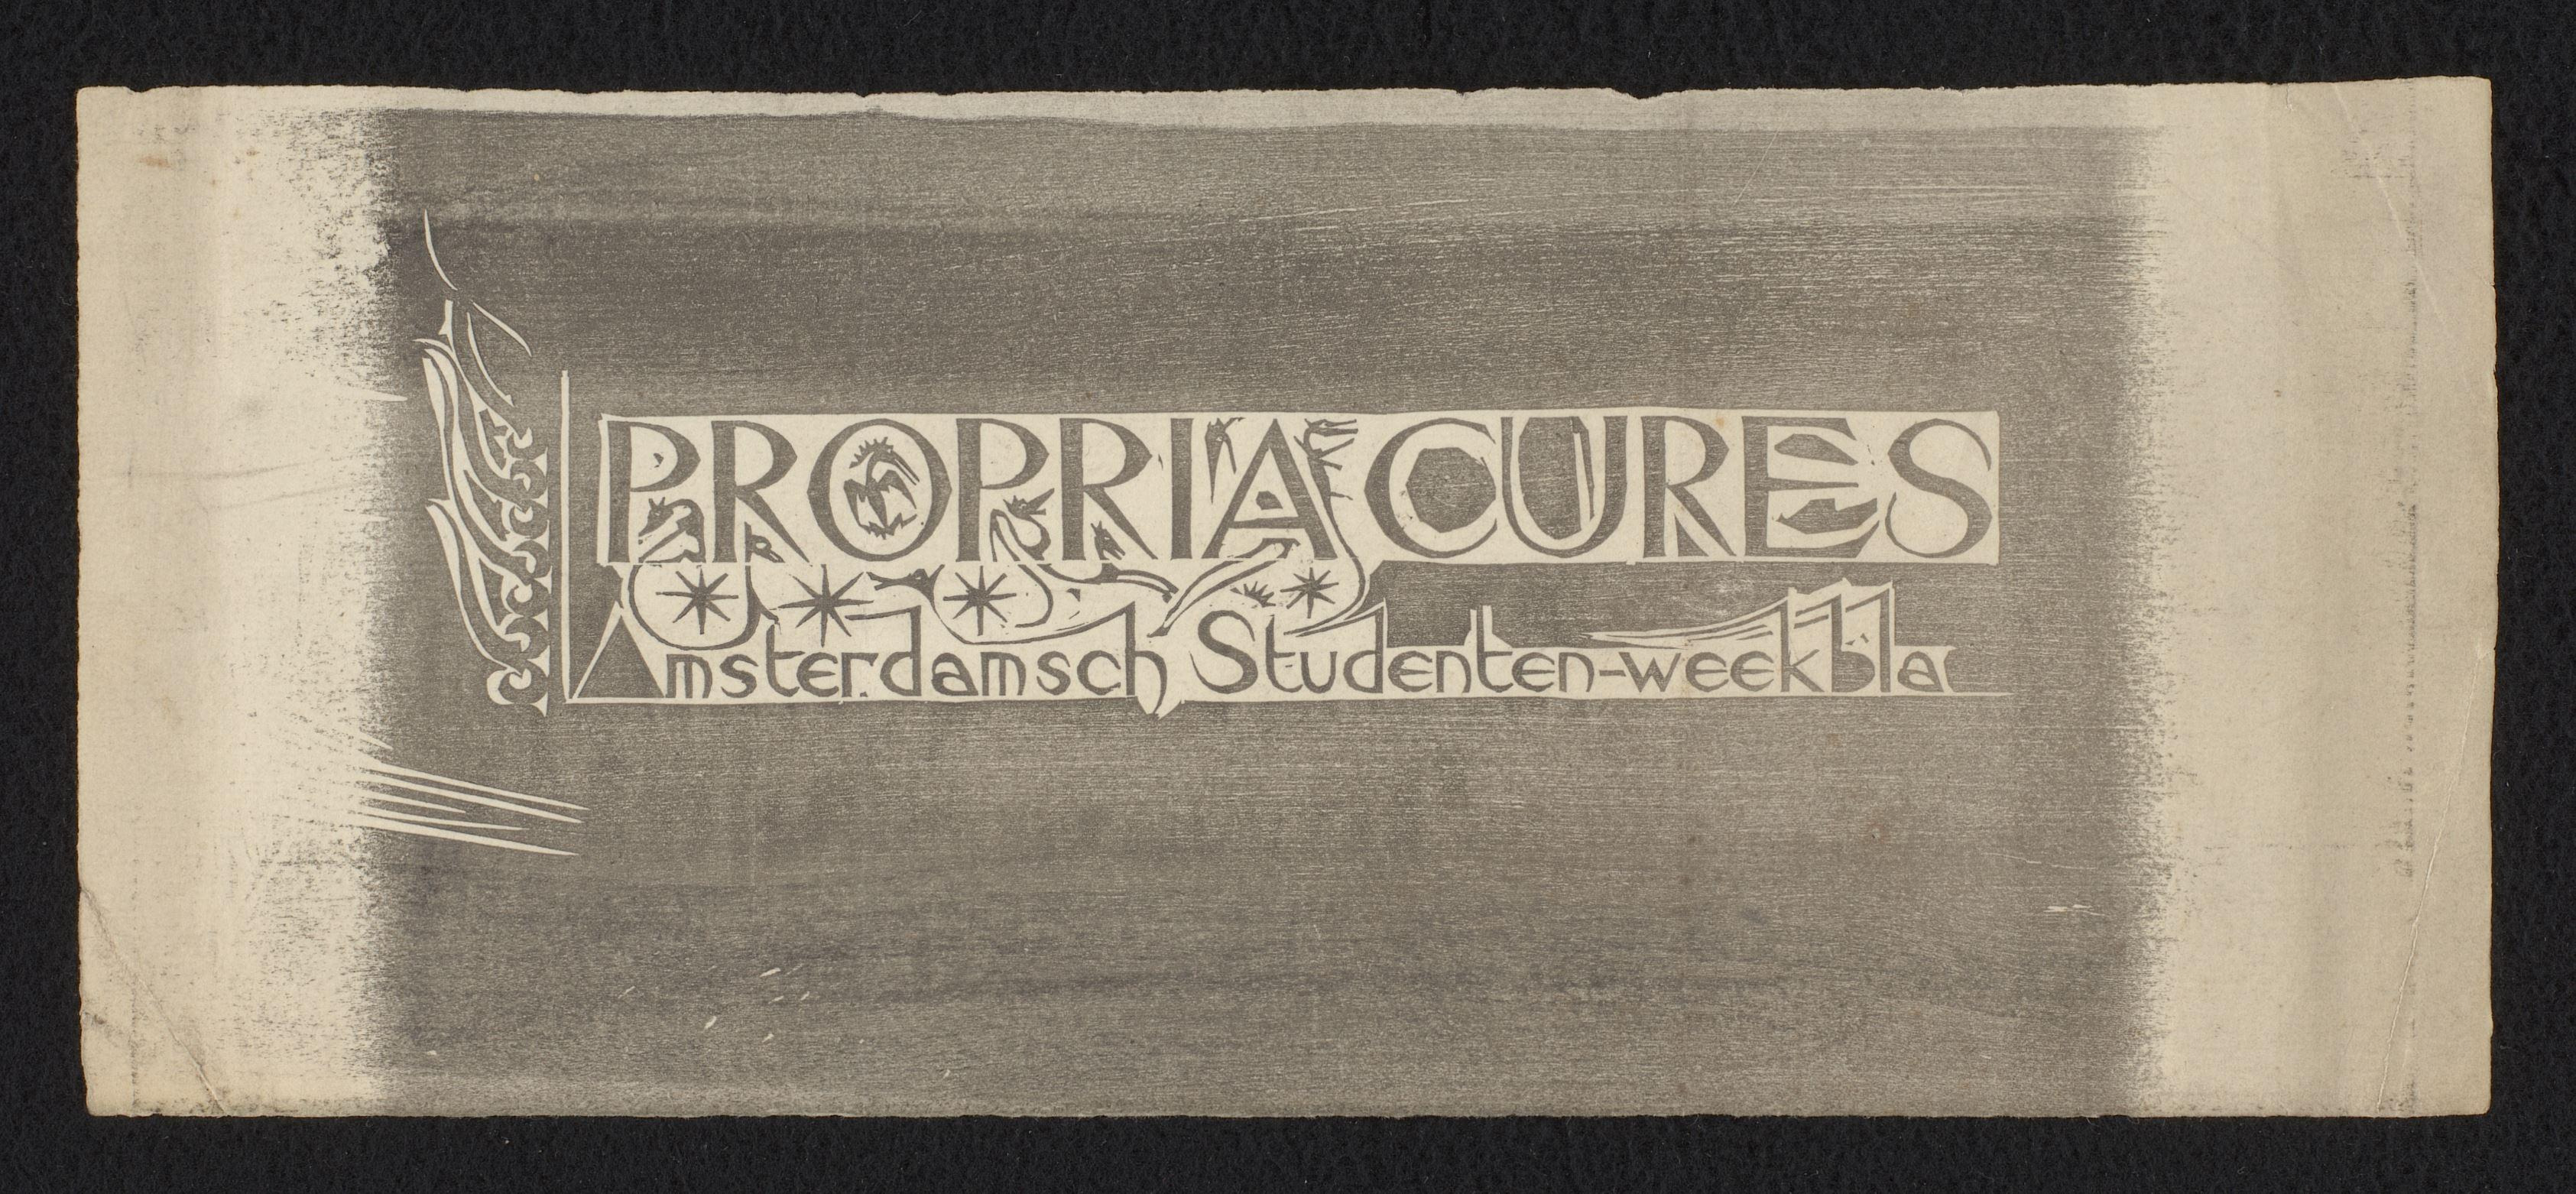 PROPRIA CURES
Amsterdamsch Studenten-weekbla